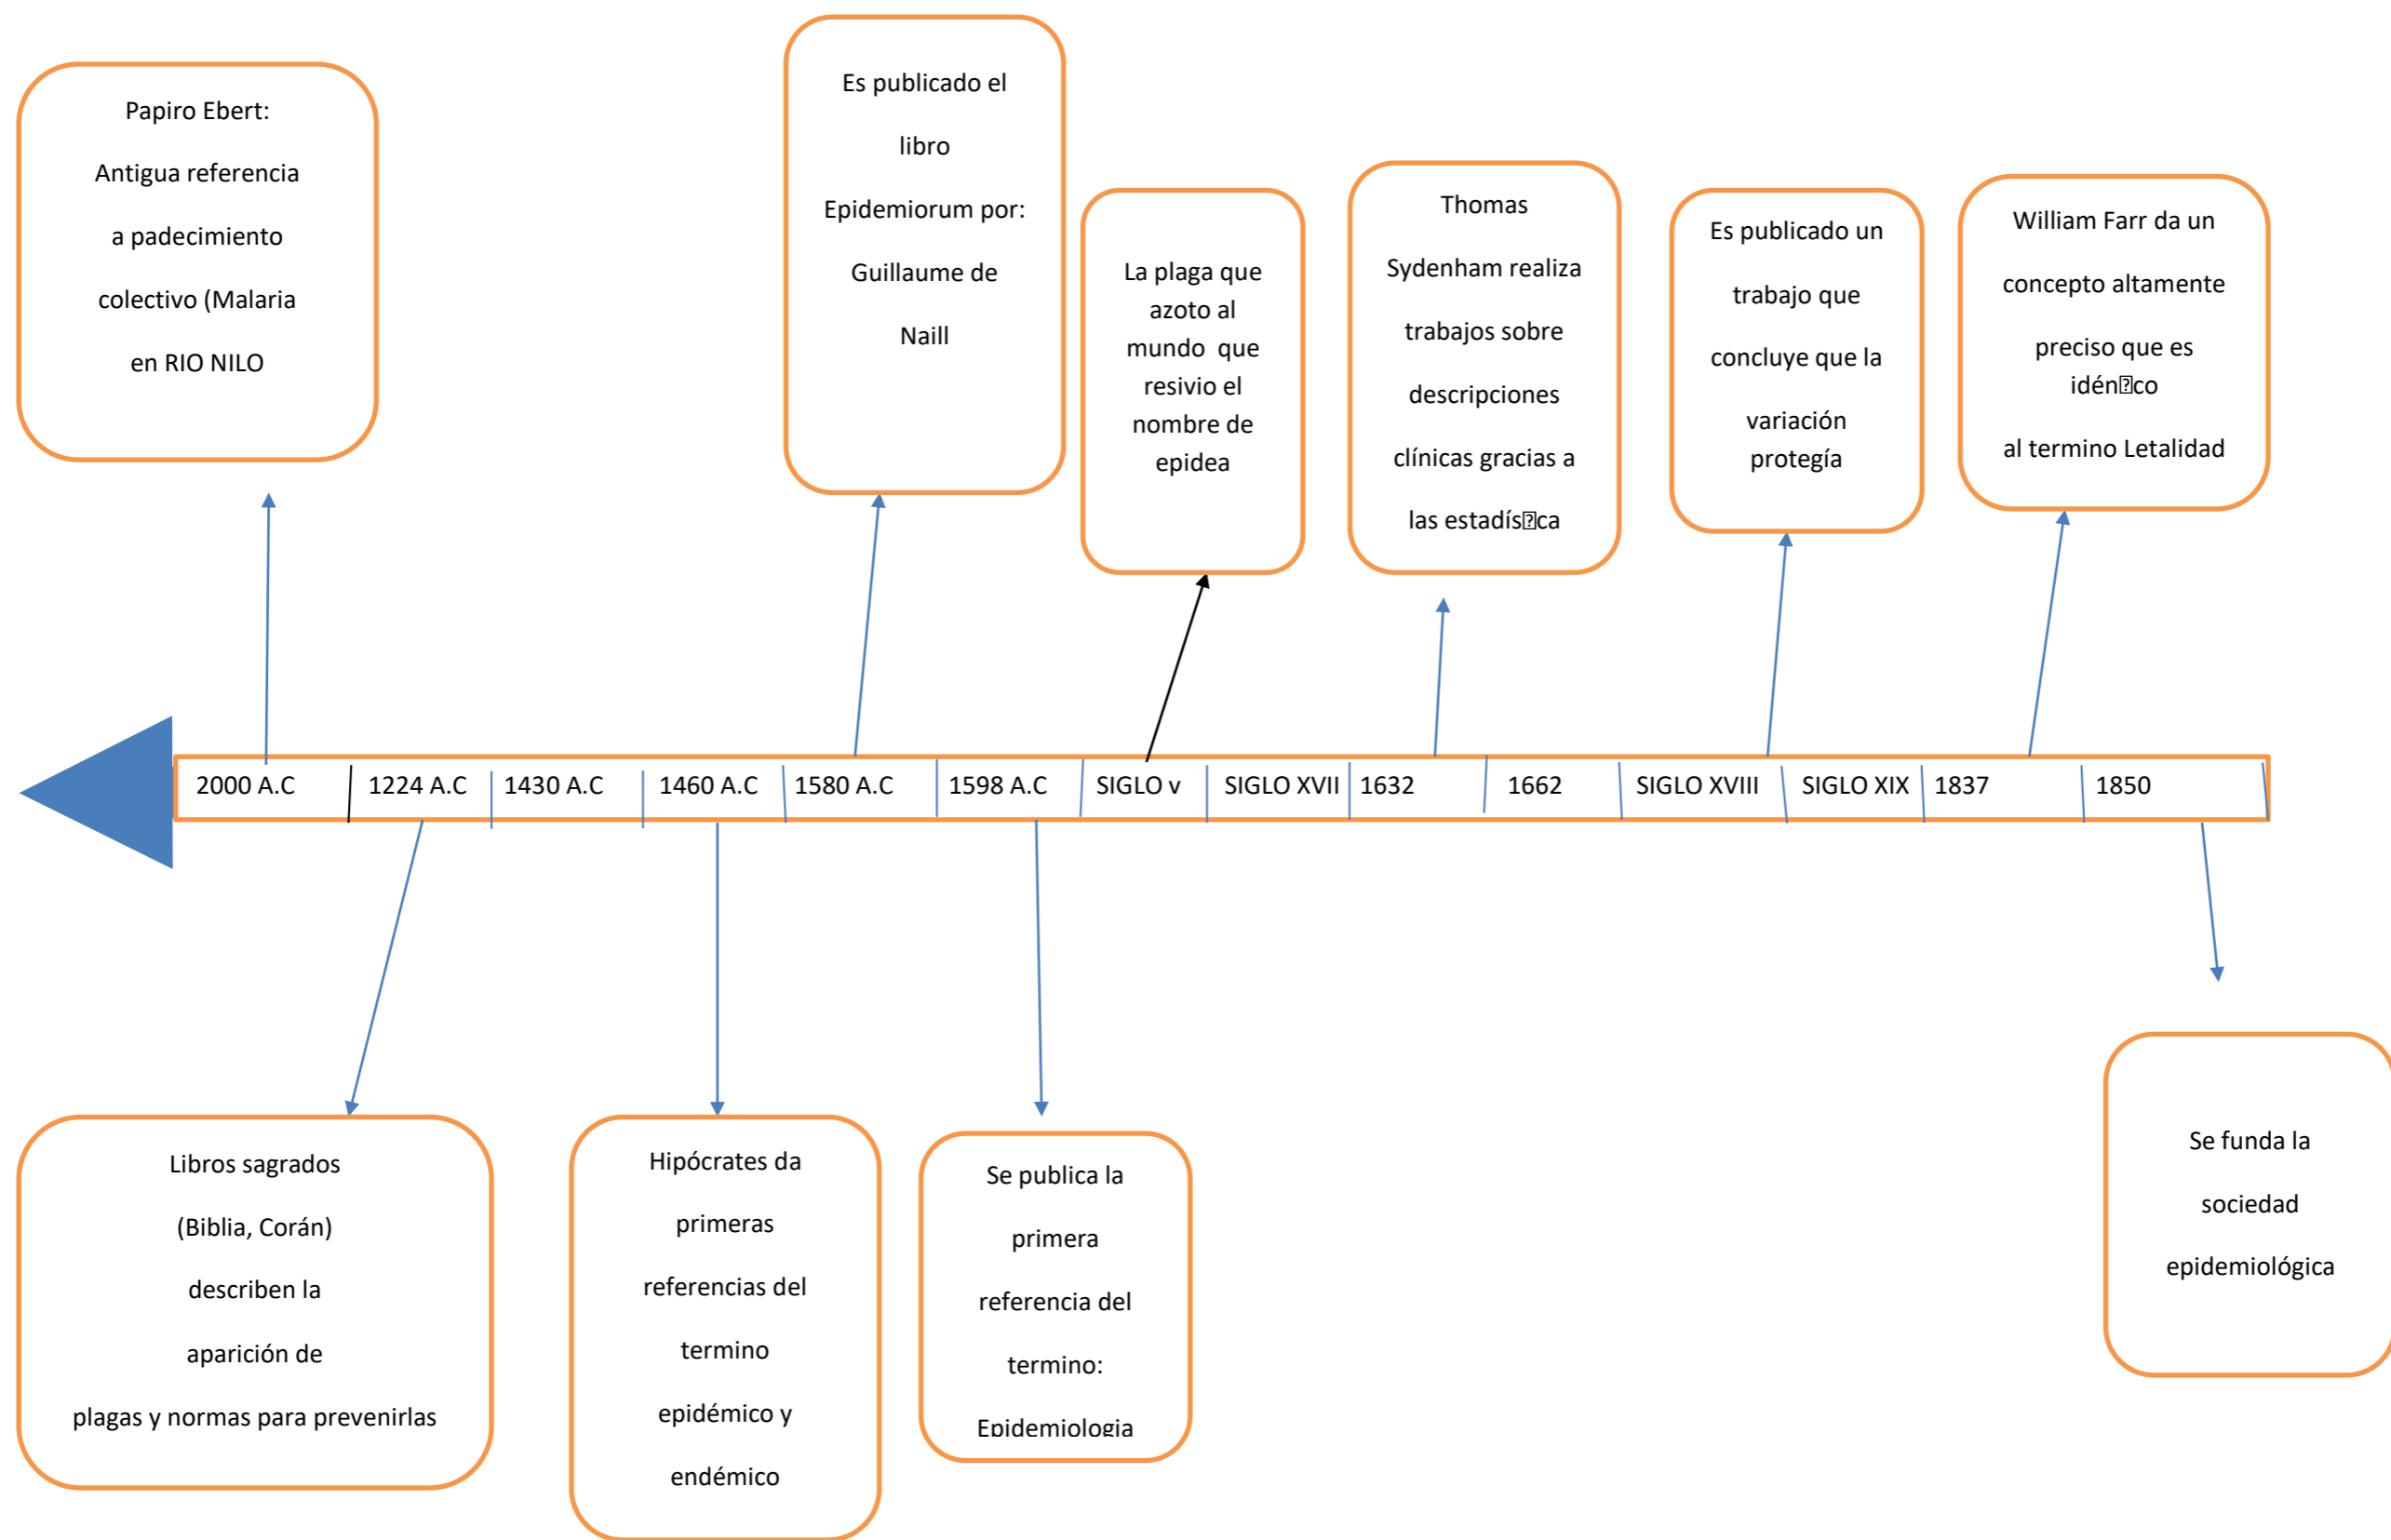 Papiro Ebert:
Antigua referencia
a padecimiento
colectivo (Malaria
en RIO NILO
Es publicado el
libro
Epidemiorum por:
Guillaume de
Naill
La plaga que
azoto al
mundo que
resivio el
nombre de
epidea
Thomas
Sydenham realiza
trabajos sobre
descripciones
clínicas gracias a
las estadís�ca
Es publicado un
trabajo que
concluye que la
variación
protegía
William Farr da un
concepto altamente
preciso que es
idén�co
al termino Letalidad
2000 A.C
1224 A.C
1430 A.C
1460 A.C
1580 A.C
1598 A.C
SIGLO v
SIGLO XVII
1632
1662
SIGLO XVIII
SIGLO XIX
1837
1850
Libros sagrados
(Biblia, Corán)
describen la
aparición de
plagas y normas para prevenirlas
Hipócrates da
primeras
referencias del
termino
epidémico y
endémico
Se publica la
primera
referencia del
termino:
Epidemiologia
Se funda la
sociedad
epidemiológica